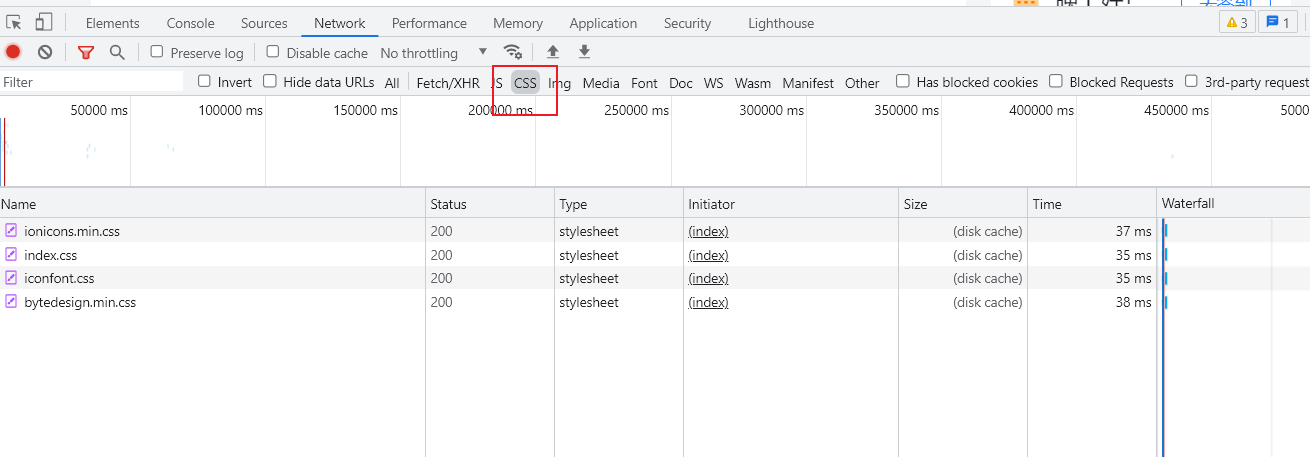 Elements Console Sources Network Performance Memory Application Security Lighthouse 3 1
Preserve log Disable cache No throttling
Filter Invert Hide data URLs All Fetch/XHR JS CSS Img Media Font Doc WS Wasm Manifest Other Has blocked cookies Blocked Requests 3rd-party request
50000 ms 100000 ms 150000 ms 200000 ms 250000 ms 300000 ms 350000 ms 400000 ms 450000 ms 5000
Name Status Type Initiator Size Time Waterfall
ionicons.min.css 200 stylesheet (index) (disk cache) 37 ms
index.css 200 stylesheet (index) (disk cache) 35 ms
iconfont.css 200 stylesheet (index) (disk cache) 35 ms
bytedesign.min.css 200 stylesheet (index) (disk cache) 38 ms